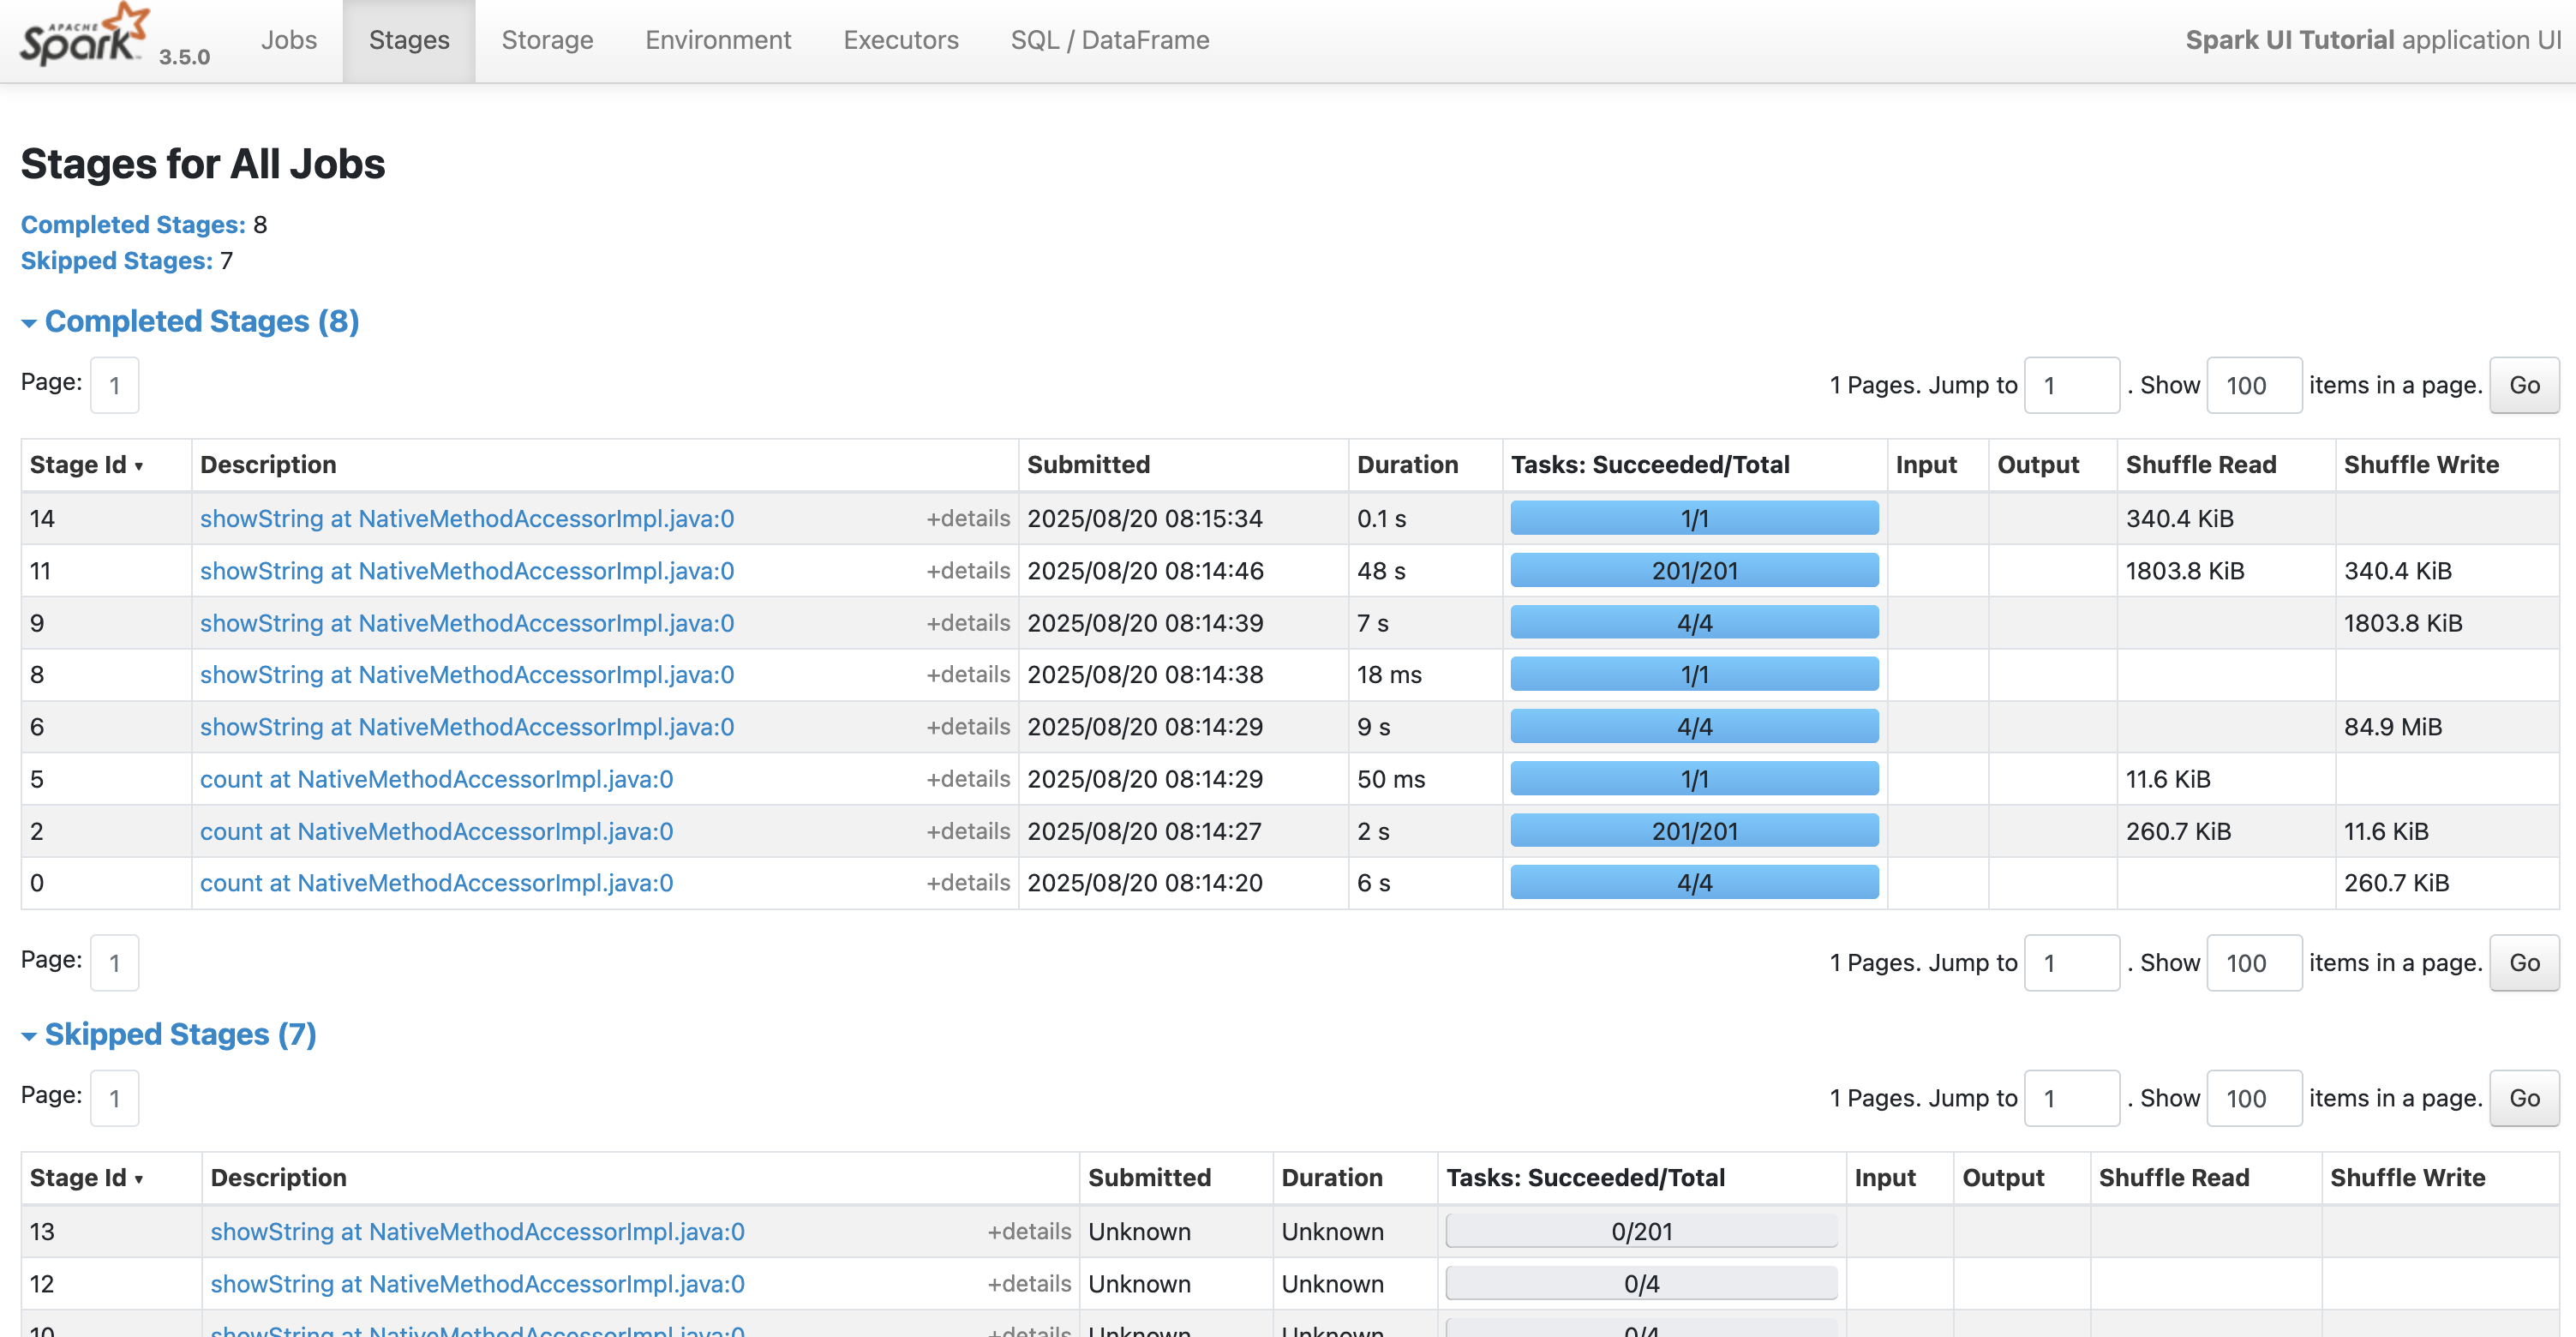 APACHE
Spark 3.5.0 Jobs Stages Storage Environment Executors SQL / DataFrame Spark UI Tutorial application UI
Stages for All Jobs
Completed Stages: 8
Skipped Stages: 7
Completed Stages (8)
Page: 1 1 Pages. Jump to 1 . Show 100 items in a page. Go
Stage Id ▾ Description Submitted Duration Tasks: Succeeded/Total Input Output Shuffle Read Shuffle Write
14 showString at NativeMethodAccessorImpl.java:0 +details 2025/08/20 08:15:34 0.1 s 1/1 340.4 KiB
11 showString at NativeMethodAccessorImpl.java:0 +details 2025/08/20 08:14:46 48 s 201/201 1803.8 KiB 340.4 KiB
9 showString at NativeMethodAccessorImpl.java:0 +details 2025/08/20 08:14:39 7 s 4/4 1803.8 KiB
8 showString at NativeMethodAccessorImpl.java:0 +details 2025/08/20 08:14:38 18 ms 1/1
6 showString at NativeMethodAccessorImpl.java:0 +details 2025/08/20 08:14:29 9 s 4/4 84.9 MiB
5 count at NativeMethodAccessorImpl.java:0 +details 2025/08/20 08:14:29 50 ms 1/1 11.6 KiB
2 count at NativeMethodAccessorImpl.java:0 +details 2025/08/20 08:14:27 2 s 201/201 260.7 KiB 11.6 KiB
0 count at NativeMethodAccessorImpl.java:0 +details 2025/08/20 08:14:20 6 s 4/4 260.7 KiB
Page: 1 1 Pages. Jump to 1 . Show 100 items in a page. Go
Skipped Stages (7)
Page: 1 1 Pages. Jump to 1 . Show 100 items in a page. Go
Stage Id ▾ Description Submitted Duration Tasks: Succeeded/Total Input Output Shuffle Read Shuffle Write
13 showString at NativeMethodAccessorImpl.java:0 +details Unknown Unknown 0/201
12 showString at NativeMethodAccessorImpl.java:0 +details Unknown Unknown 0/4
10 showString at NativeMethodAccessorImpl.java:0 +details Unknown Unknown 0/4